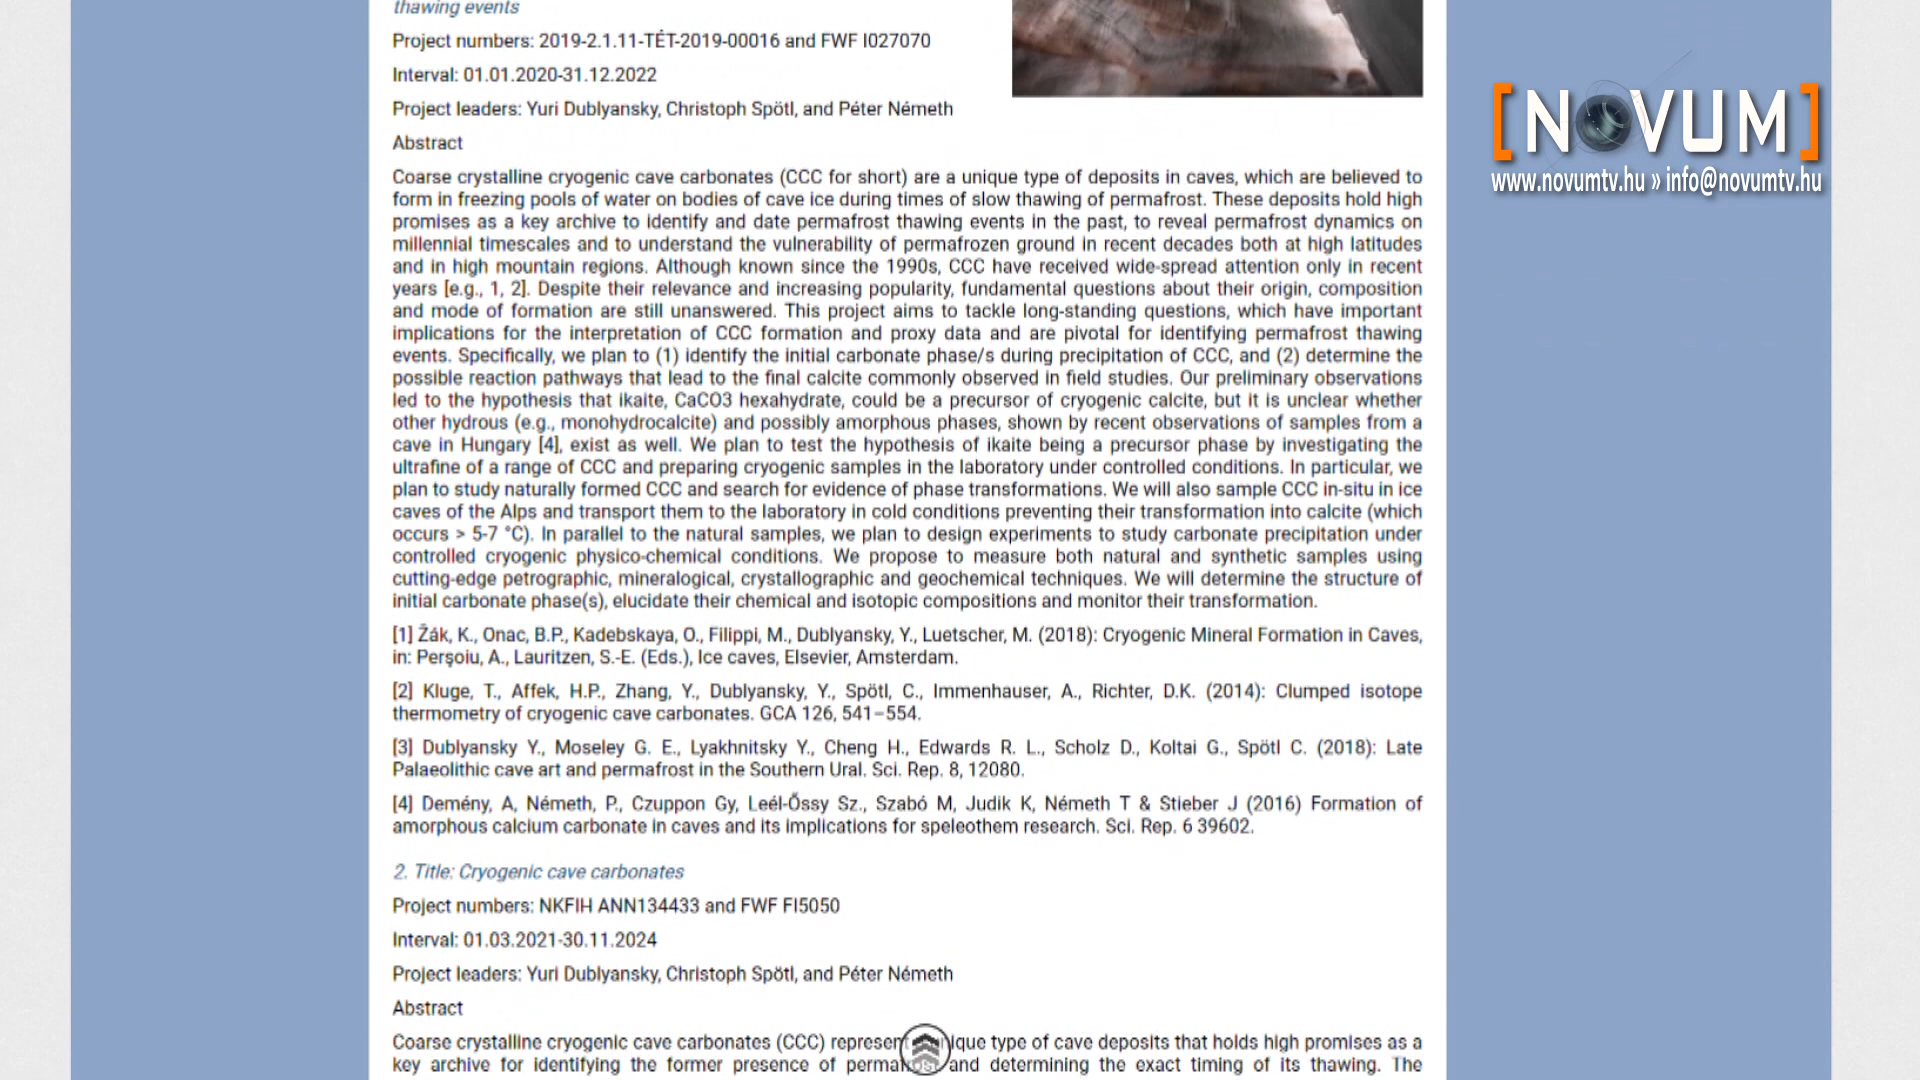 thawing events
Project numbers: 2019-2.1.11-TÉT-2019-00016 and FWF I027070
Interval: 01.01.2020-31.12.2022
Project leaders: Yuri Dublyansky, Christoph Spötl, and Péter Németh
Abstract
Coarse crystalline cryogenic cave carbonates (CCC for short) are a unique type of deposits in caves, which are believed to
form in freezing pools of water on bodies of cave ice during times of slow thawing of permafrost. These deposits hold high
promises as a key archive to identify and date permafrost thawing events in the past, to reveal permafrost dynamics on
millennial timescales and to understand the vulnerability of permafrozen ground in recent decades both at high latitudes
and in high mountain regions. Although known since the 1990s, CCC have received wide-spread attention only in recent
years [e.g., 1, 2]. Despite their relevance and increasing popularity, fundamental questions about their origin, composition
and mode of formation are still unanswered. This project aims to tackle long-standing questions, which have important
implications for the interpretation of CCC formation and proxy data and are pivotal for identifying permafrost thawing
events. Specifically, we plan to (1) identify the initial carbonate phase/s during precipitation of CCC, and (2) determine the
possible reaction pathways that lead to the final calcite commonly observed in field studies. Our preliminary observations
led to the hypothesis that ikaite, CaCO3 hexahydrate, could be a precursor of cryogenic calcite, but it is unclear whether
other hydrous (e.g., monohydrocalcite) and possibly amorphous phases, shown by recent observations of samples from a
cave in Hungary [4], exist as well. We plan to test the hypothesis of ikaite being a precursor phase by investigating the
ultrafine of a range of CCC and preparing cryogenic samples in the laboratory under controlled conditions. In particular, we
plan to study naturally formed CCC and search for evidence of phase transformations. We will also sample CCC in-situ in ice
caves of the Alps and transport them to the laboratory in cold conditions preventing their transformation into calcite (which
occurs > 5-7 °C). In parallel to the natural samples, we plan to design experiments to study carbonate precipitation under
controlled cryogenic physico-chemical conditions. We propose to measure both natural and synthetic samples using
cutting-edge petrographic, mineralogical, crystallographic and geochemical techniques. We will determine the structure of
initial carbonate phase(s), elucidate their chemical and isotopic compositions and monitor their transformation.
[1] Žák, K., Onac, B.P., Kadebskaya, O., Filippi, M., Dublyansky, Y., Luetscher, M. (2018): Cryogenic Mineral Formation in Caves,
in: Perşoiu, A., Lauritzen, S.-E. (Eds.), Ice caves, Elsevier, Amsterdam.
[2] Kluge, T., Affek, H.P., Zhang, Y., Dublyansky, Y., Spötl, C., Immenhauser, A., Richter, D.K. (2014): Clumped isotope
thermometry of cryogenic cave carbonates. GCA 126, 541–554.
[3] Dublyansky Y., Moseley G. E., Lyakhnitsky Y., Cheng H., Edwards R. L., Scholz D., Koltai G., Spötl C. (2018): Late
Palaeolithic cave art and permafrost in the Southern Ural. Sci. Rep. 8, 12080.
[4] Demény, A, Németh, P., Czuppon Gy, Leél-Őssy Sz., Szabó M, Judik K, Németh T & Stieber J (2016) Formation of
amorphous calcium carbonate in caves and its implications for speleothem research. Sci. Rep. 6 39602.
2. Title: Cryogenic cave carbonates
Project numbers: NKFIH ANN134433 and FWF FI5050
Interval: 01.03.2021-30.11.2024
Project leaders: Yuri Dublyansky, Christoph Spötl, and Péter Németh
Abstract
Coarse crystalline cryogenic cave carbonates (CCC) type of cave deposits that holds high promises as a
key archive for identifying the former presence of and determining the exact timing of its thawing. The
[NOVUM]
www.novumtv.hu » info@novumtv.hu